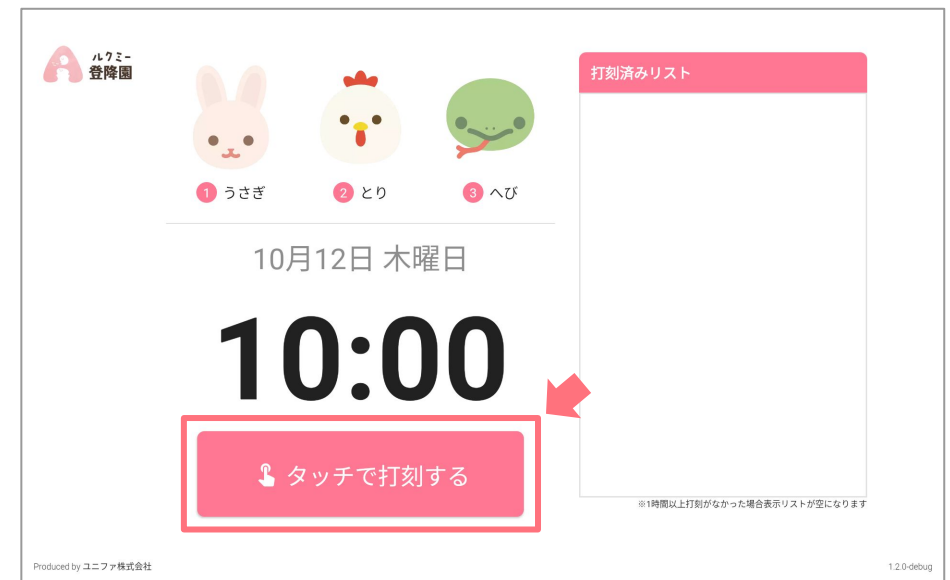 ルクミー
登降園
打刻済みリスト
1 うさぎ
2 とり
3 へび
10月12日 木曜日
10:00
タッチで打刻する
※1時間以上打刻がなかった場合表示リストが空になります
Produced by ユニファ株式会社
1.2.0-debug